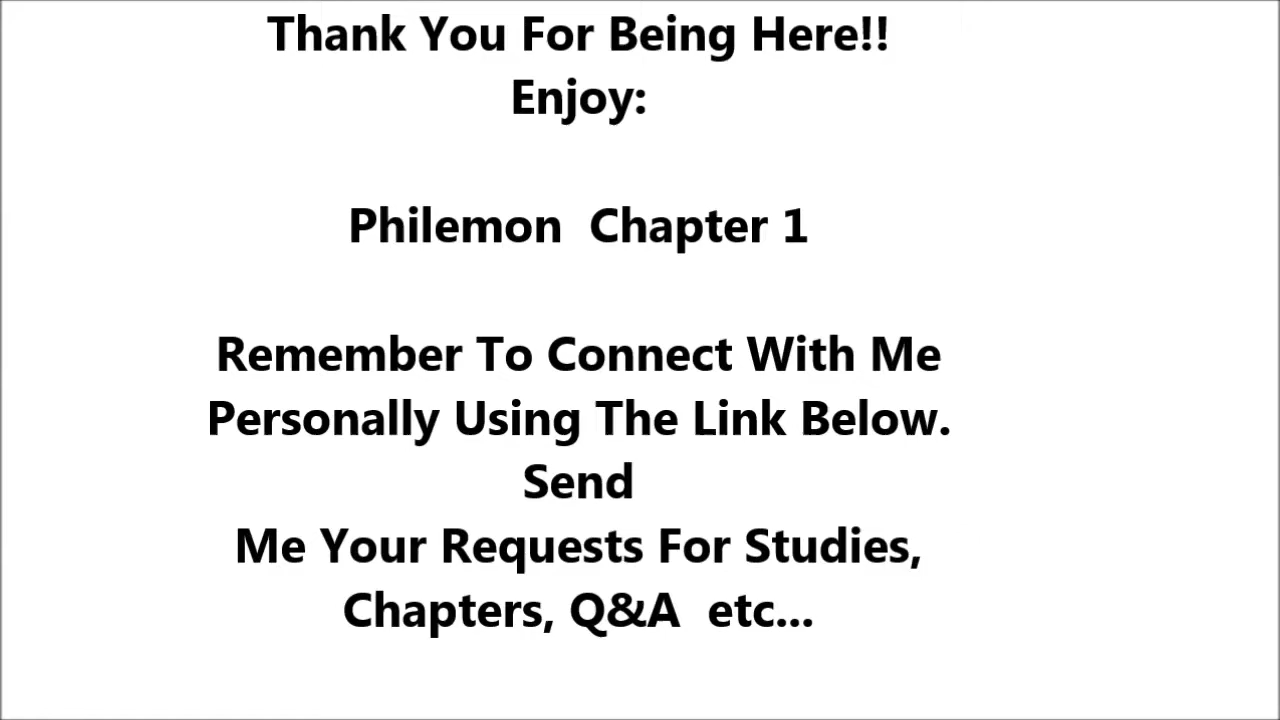 Thank You For Being Here!!
Enjoy:
Philemon  Chapter 1
Remember To Connect With Me
Personally Using The Link Below.
Send
Me Your Requests For Studies,
Chapters, Q&A  etc...